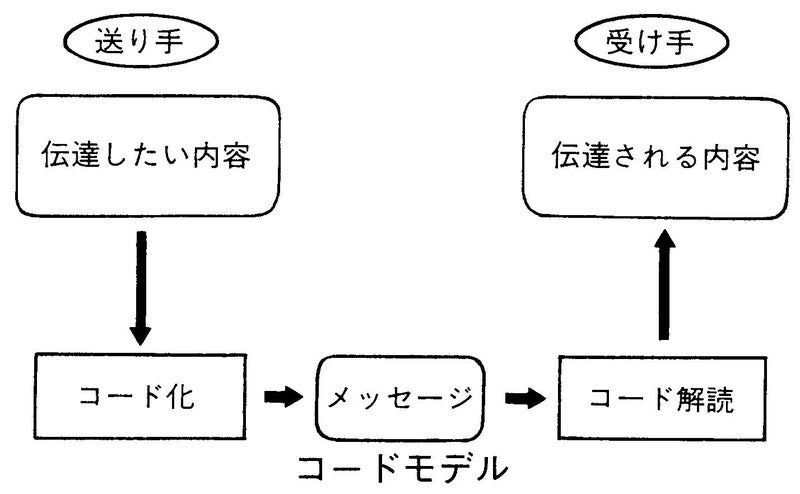 送り手
受け手
伝達したい内容
伝達される内容
コード化
メッセージ
コード解読
コードモデル